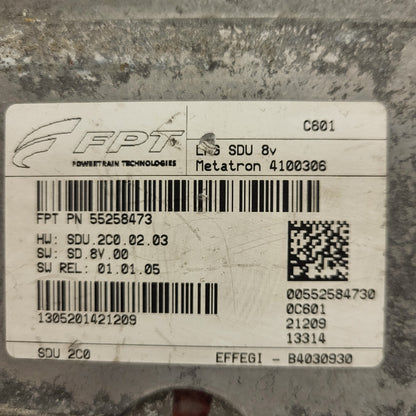 C601
FPT
POWERTRAIN TECHNOLOGIES
SDU 8v
Metatron 4100306
FPT PN 55258473
HW: SDU.2C0.02.03
SW: SD.8V.00
SW REL: 01.01.05
1305201421209
00552584730
0C601
21209
13314
SDU 2C0
EFFEGI - B4030930